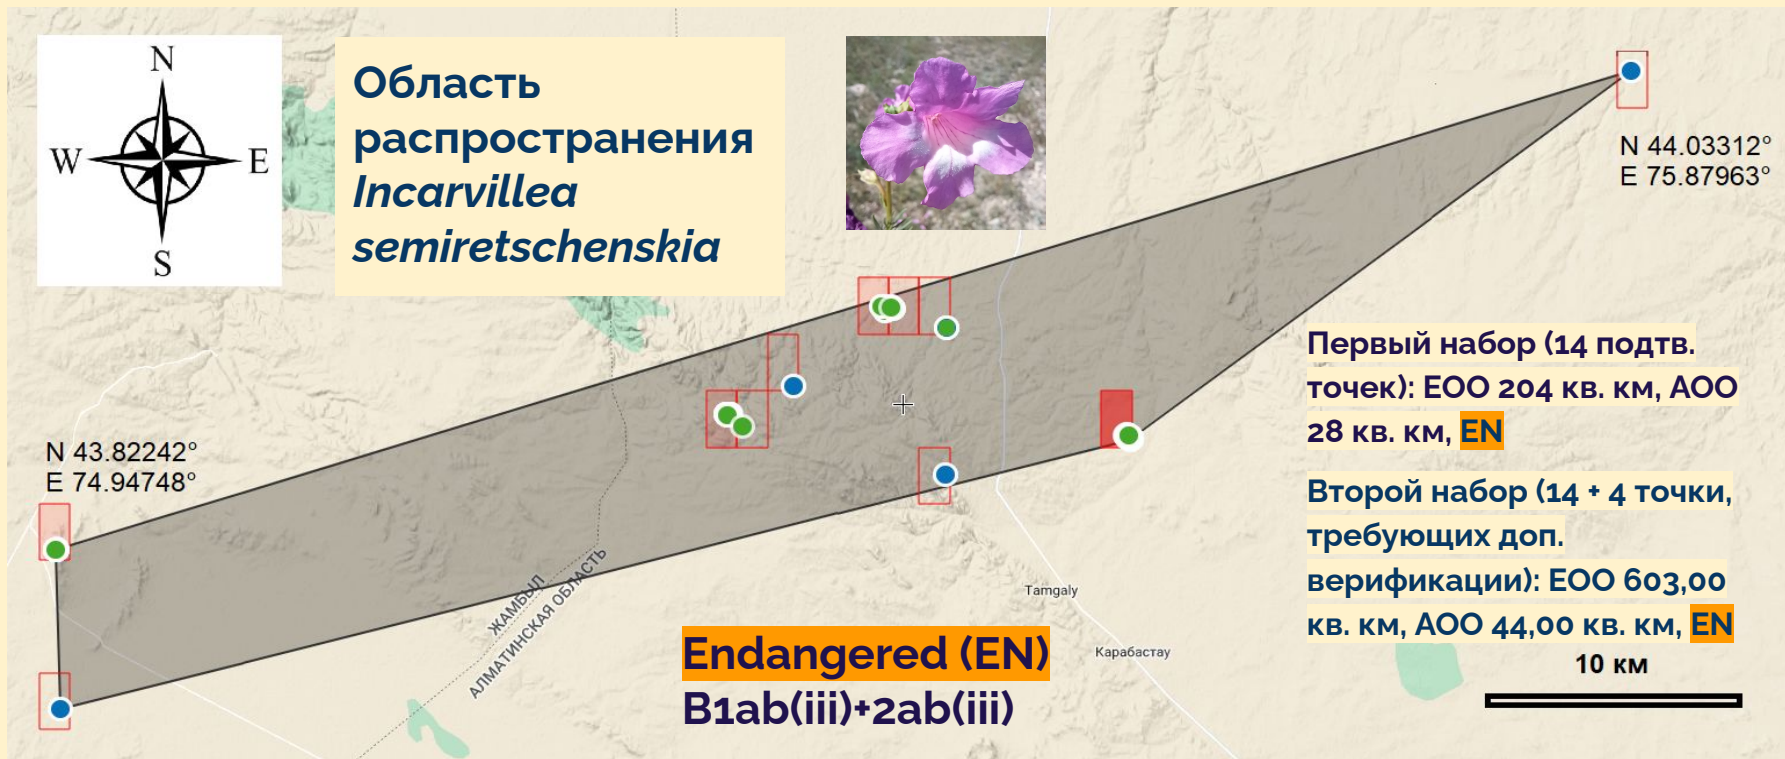 N
W
E
S
Область
распространения
Incarvillea
semiretschenskia
N 44.03312°
E 75.87963°
Первый набор (14 подтв.
точек): ЕОО 204 кв. км, АОО
28 кв. км, EN
N 43.82242°
E 74.94748°
Второй набор (14 + 4 точки,
требующих доп.
верификации): ЕОО 603,00
кв. км, АОО 44,00 кв. км, EN
ЖАМБЫЛ
АЛМАТИНСКАЯ ОБЛАСТЬ
Tamgaly
Карабастау
Endangered (EN)
B1ab(iii)+2ab(iii)
10 км